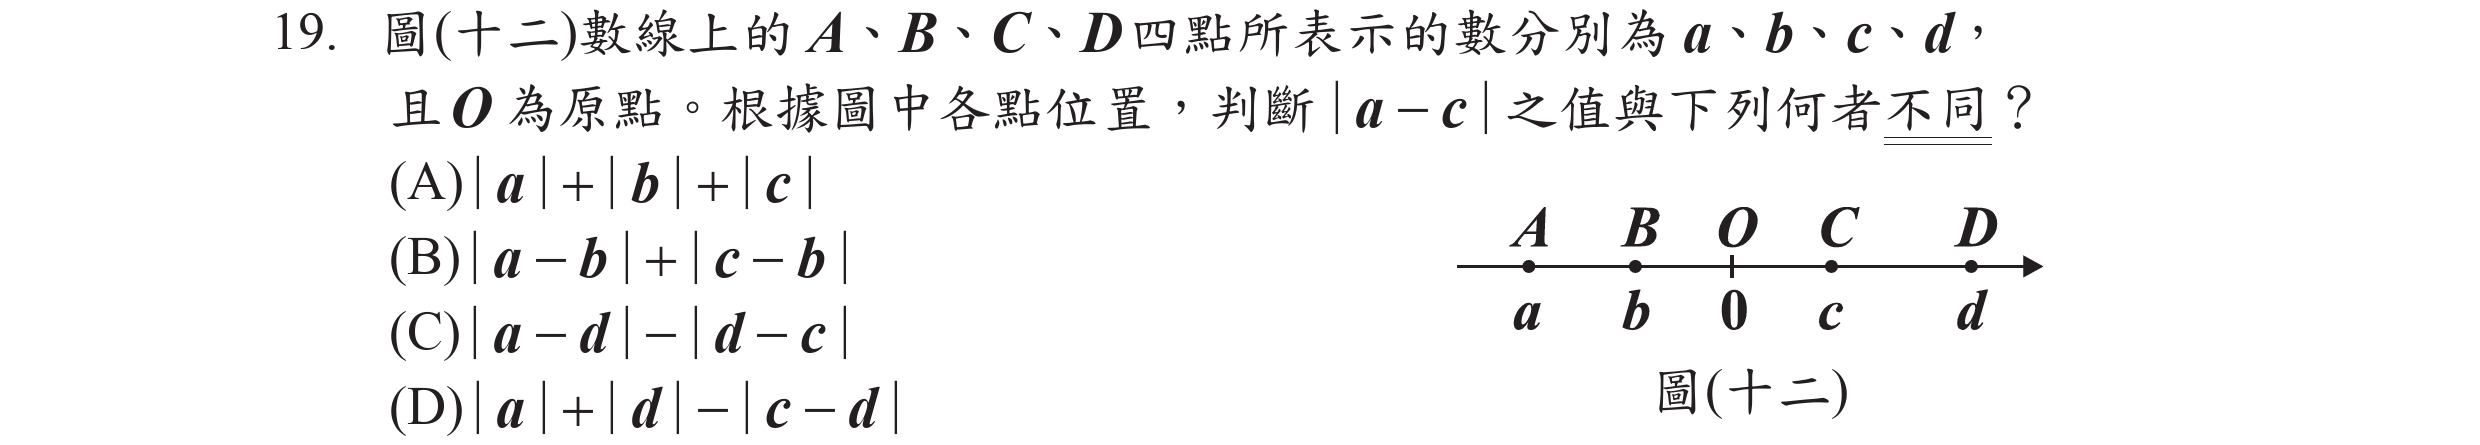 19. 圖(十二)數線上的 A、B、C、D 四點所表示的數分別為 a、b、c、d，
且 O 為原點。根據圖中各點位置，判斷 | a − c | 之值與下列何者不同？
(A) | a | + | b | + | c |
(B) | a − b | + | c − b |
(C) | a − d | − | d − c |
(D) | a | + | d | − | c − d |
A B O C D
a b 0 c d
圖(十二)